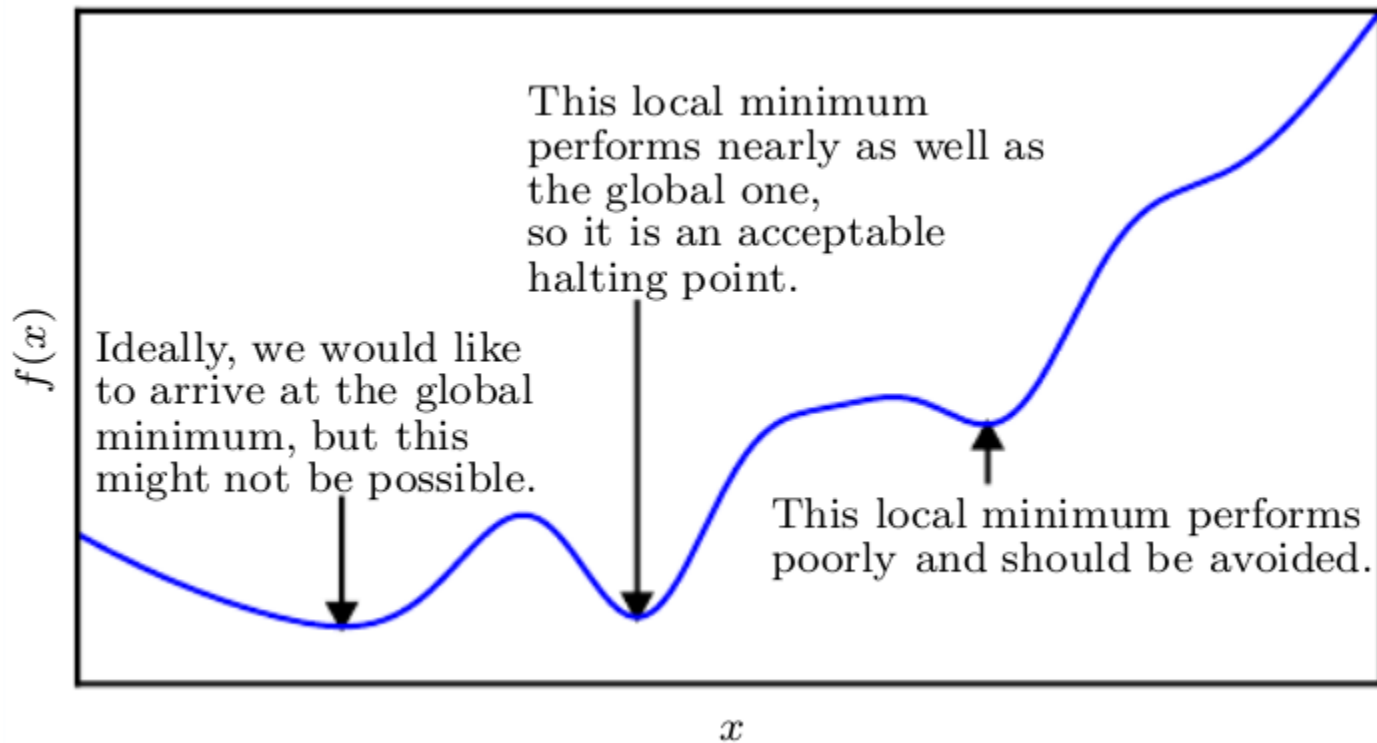 This local minimum
performs nearly as well as
the global one,
so it is an acceptable
halting point.
Ideally, we would like
to arrive at the global
minimum, but this
might not be possible.
This local minimum performs
poorly and should be avoided.
f(x)
x